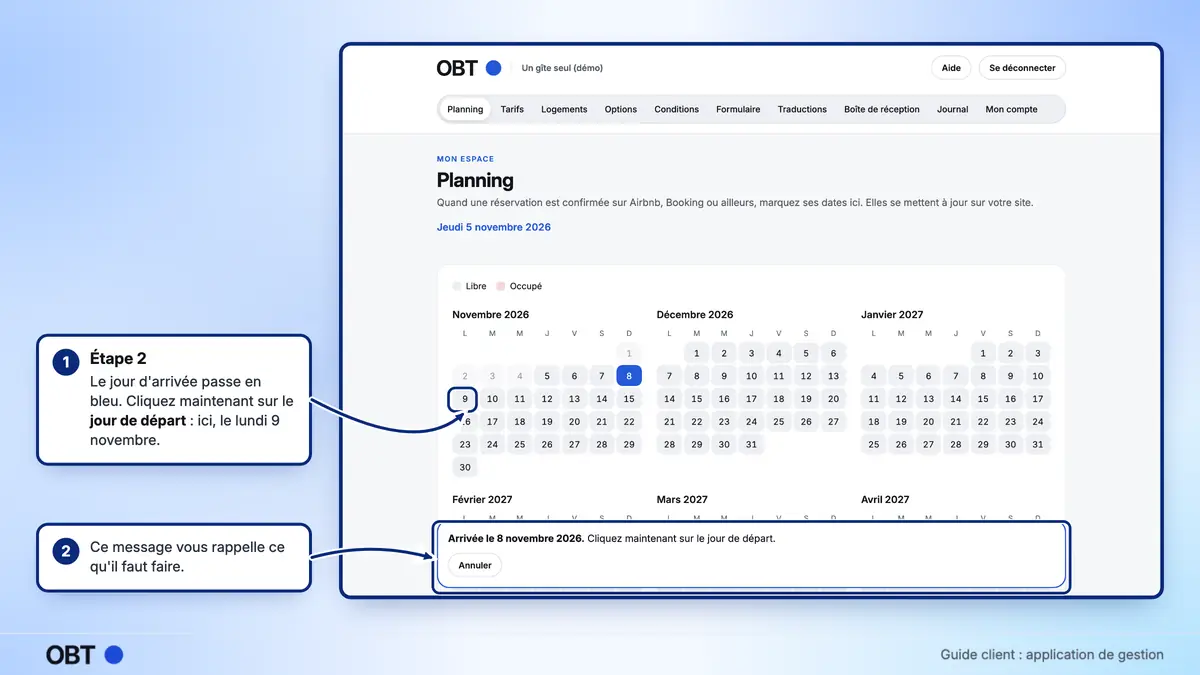 OBT
Un gîte seul (démo)
Aide
Se déconnecter
Planning
Tarifs
Logements
Options
Conditions
Formulaire
Traductions
Boîte de réception
Journal
Mon compte
MON ESPACE
Planning
Quand une réservation est confirmée sur Airbnb, Booking ou ailleurs, marquez ses dates ici. Elles se mettent à jour sur votre site.
Jeudi 5 novembre 2026
Libre
Occupé
Novembre 2026
L M M J V S D
1
2 3 4 5 6 7 8
9 10 11 12 13 14 15
17 18 19 20 21 22
23 24 25 26 27 28 29
30
Décembre 2026
L M M J V S D
1 2 3 4 5 6
7 8 9 10 11 12 13
14 15 16 17 18 19 20
21 22 23 24 25 26 27
28 29 30 31
Janvier 2027
L M M J V S D
1 2 3
4 5 6 7 8 9 10
11 12 13 14 15 16 17
18 19 20 21 22 23 24
25 26 27 28 29 30 31
Février 2027
L M M J V S D
Mars 2027
L M M J V S D
Avril 2027
L M M J V S D
Arrivée le 8 novembre 2026. Cliquez maintenant sur le jour de départ.
Annuler
1
Étape 2
Le jour d'arrivée passe en
bleu. Cliquez maintenant sur le
jour de départ : ici, le lundi 9
novembre.
2
Ce message vous rappelle ce
qu'il faut faire.
OBT
Guide client : application de gestion